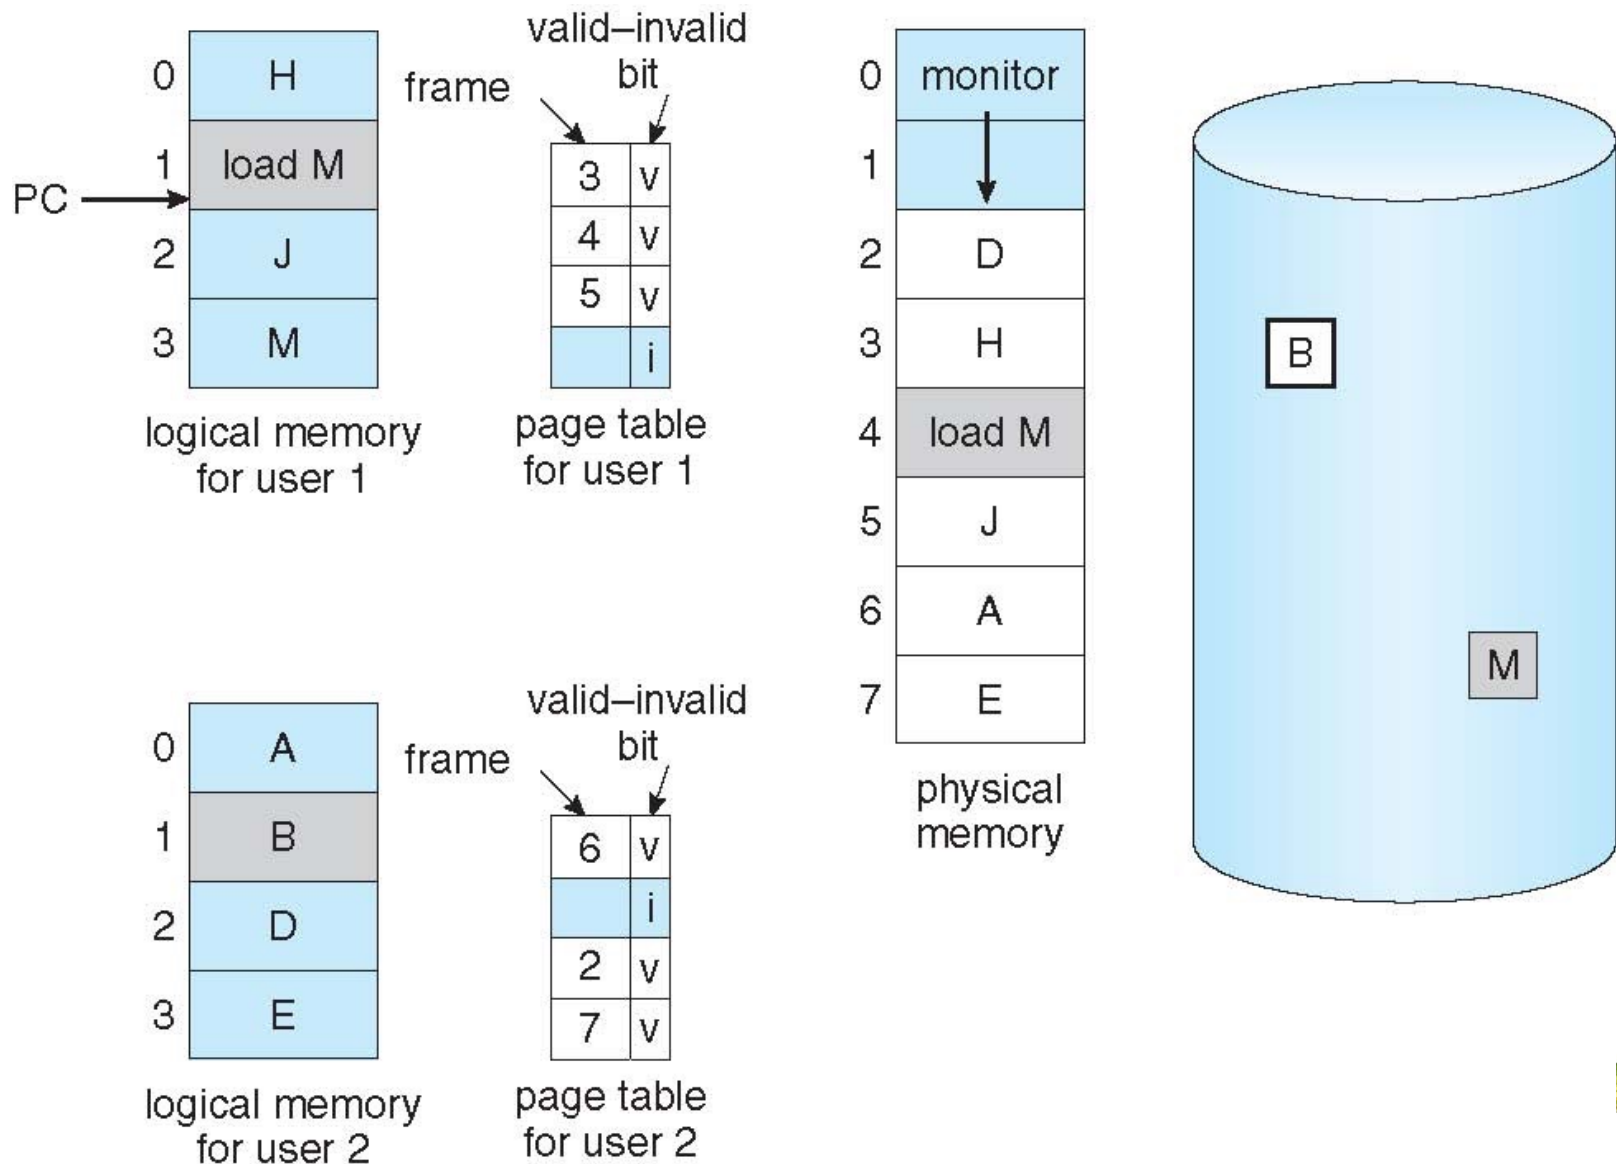 0 H
1 load M
PC
2 J
3 M
logical memory
for user 1
valid–invalid
bit
frame
3 v
4 v
5 v
i
page table
for user 1
0 monitor
1
2 D
3 H
4 load M
5 J
6 A
7 E
physical
memory
B
M
0 A
1 B
2 D
3 E
logical memory
for user 2
valid–invalid
bit
frame
6 v
i
2 v
7 v
page table
for user 2